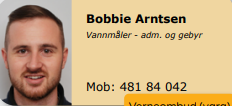 Bobbie Arntsen
Vannmåler - adm. og gebyr
Mob: 481 84 042